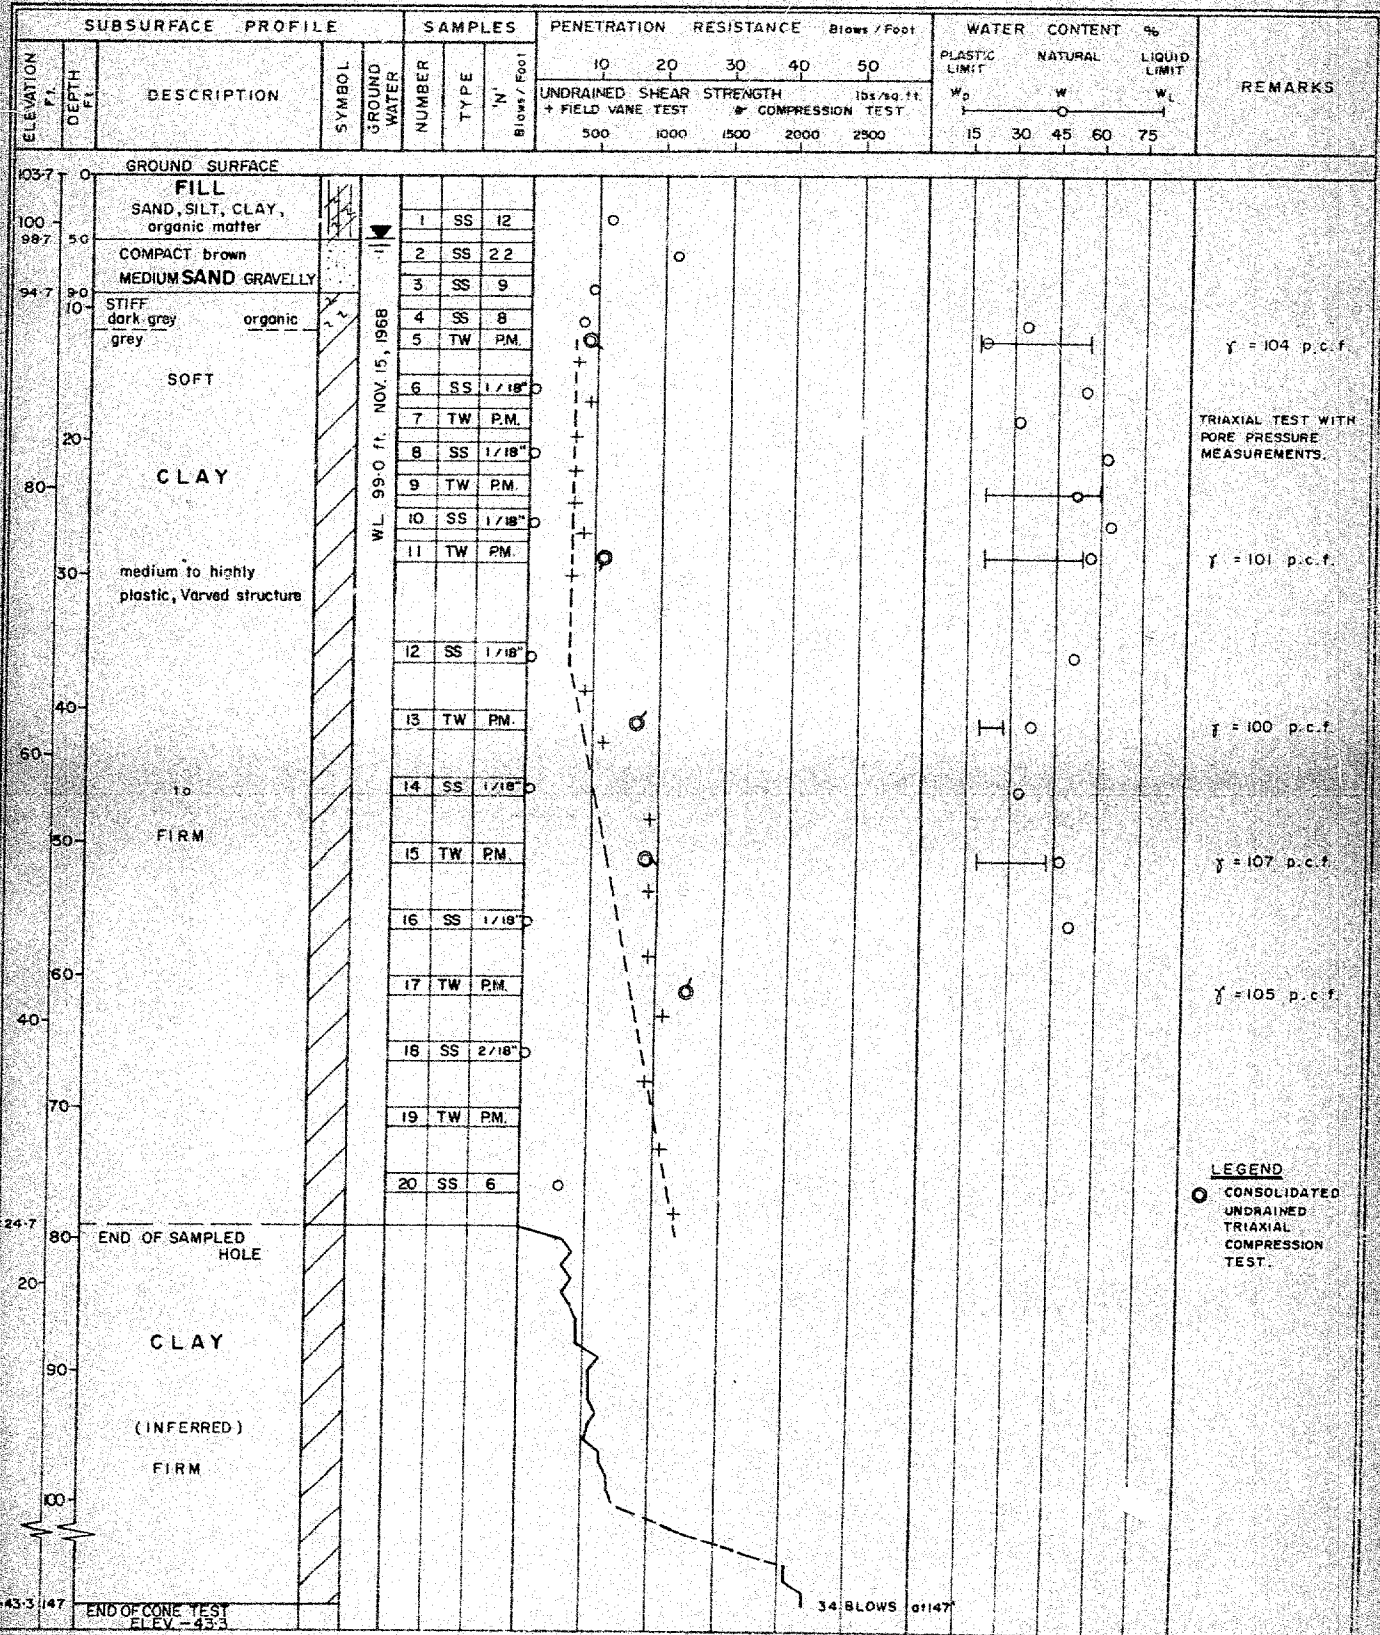 SUBSURFACE PROFILE
SAMPLES
PENETRATION RESISTANCE Blows / Foot
WATER CONTENT %
REMARKS
ELEVATION Ft.
DEPTH Ft.
DESCRIPTION
SYMBOL
GROUND WATER
NUMBER
TYPE
'N' Blows / Foot
10 20 30 40 50
UNDRAINED SHEAR STRENGTH lbs/sq.ft.
+ FIELD VANE TEST COMPRESSION TEST
500 1000 1500 2000 2500
PLASTIC LIMIT
NATURAL
LIQUID LIMIT
Wp W WL
15 30 45 60 75
GROUND SURFACE
103·7 0
FILL
SAND, SILT, CLAY,
organic matter
1 SS 12
100
98·7 5·0
COMPACT brown
MEDIUM SAND GRAVELLY
2 SS 22
3 SS 9
94·7 9·0
10
STIFF
dark grey organic
grey
4 SS 8
5 TW P.M.
γ = 104 p.c.f.
WL 99·0 ft. NOV. 15, 1968
SOFT
6 SS 1/18"
7 TW P.M.
TRIAXIAL TEST WITH
PORE PRESSURE
MEASUREMENTS.
20
8 SS 1/18"
CLAY
80
9 TW P.M.
10 SS 1/18"
11 TW P.M.
γ = 101 p.c.f.
30
medium to highly
plastic, Varved structure
12 SS 1/18"
40
13 TW P.M.
γ = 100 p.c.f.
60
to
14 SS 1/18"
FIRM
50
15 TW P.M.
γ = 107 p.c.f.
16 SS 1/18"
60
17 TW P.M.
γ = 105 p.c.f.
40
18 SS 2/18"
70
19 TW P.M.
20 SS 6
LEGEND
CONSOLIDATED
UNDRAINED
TRIAXIAL
COMPRESSION
TEST.
24·7
80
END OF SAMPLED
HOLE
20
CLAY
90
(INFERRED)
FIRM
100
-43·3 147
END OF CONE TEST
ELEV -43·3
34 BLOWS at 147'